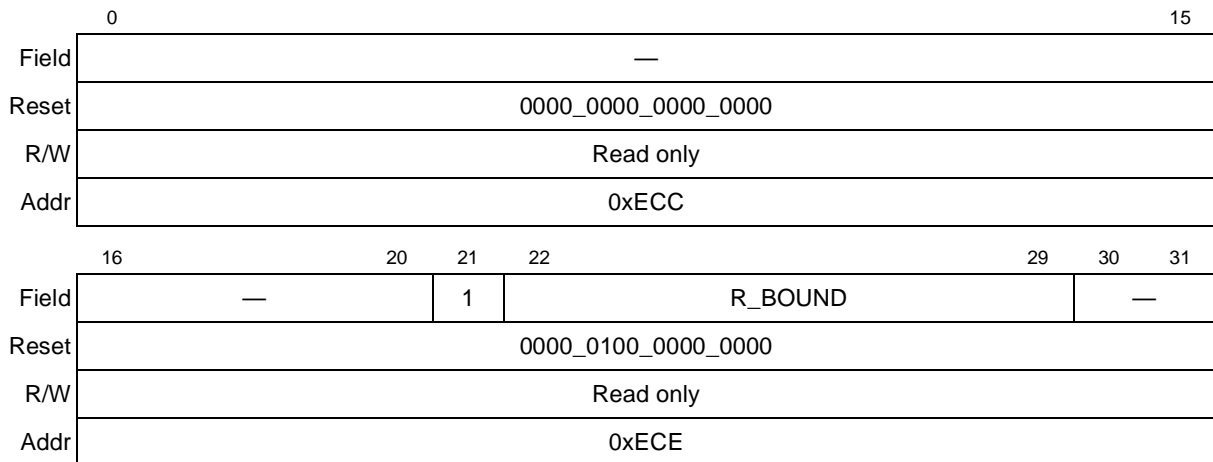 0 15
Field —
Reset 0000_0000_0000_0000
R/W Read only
Addr 0xECC
16 20 21 22 29 30 31
Field — 1 R_BOUND —
Reset 0000_0100_0000_0000
R/W Read only
Addr 0xECE